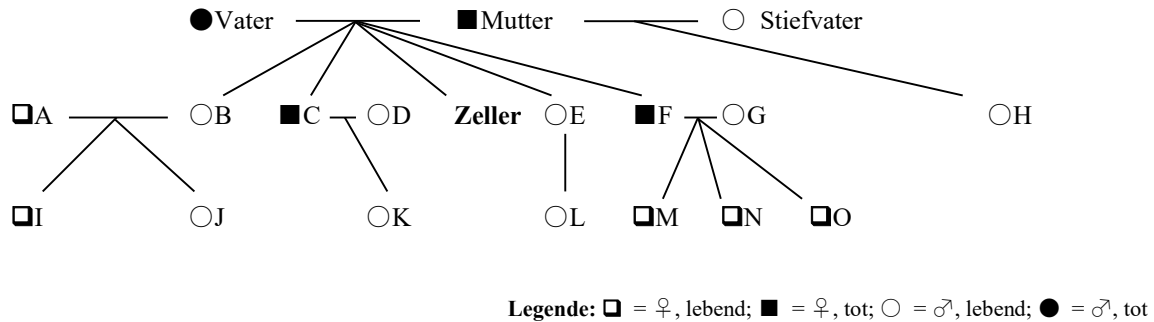 ●Vater ■Mutter ○ Stiefvater
❑A ○B ■C ○D Zeller ○E ■F ○G ○H
❑I ○J ○K ○L ❑M ❑N ❑O
Legende: ❑ = ♀, lebend; ■ = ♀, tot; ○ = ♂, lebend; ● = ♂, tot